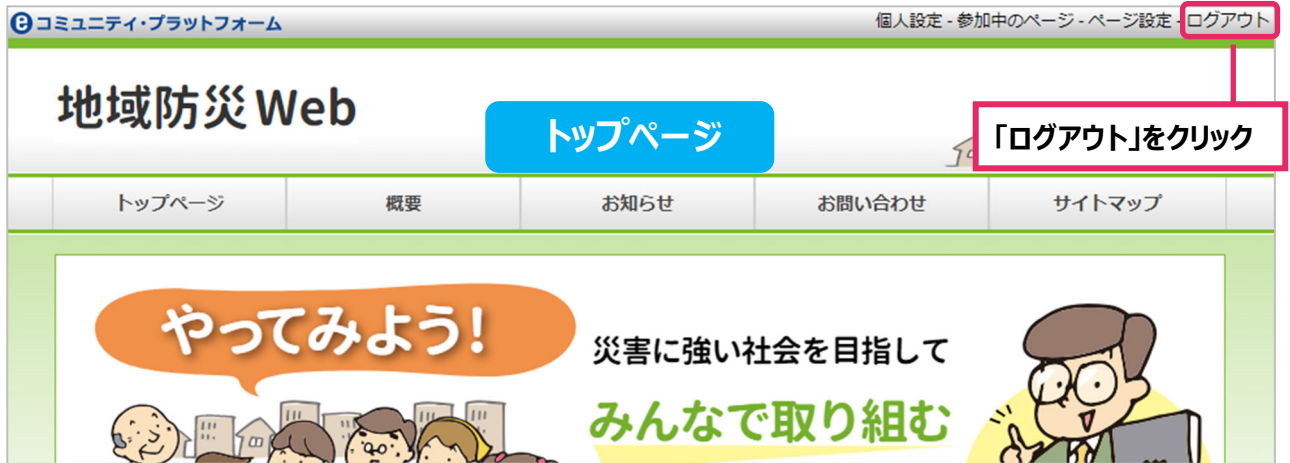 eコミュニティ・プラットフォーム
個人設定 - 参加中のページ - ページ設定 - ログアウト
地域防災Web
トップページ
「ログアウト」をクリック
トップページ
概要
お知らせ
お問い合わせ
サイトマップ
やってみよう!
災害に強い社会を目指して
みんなで取り組む